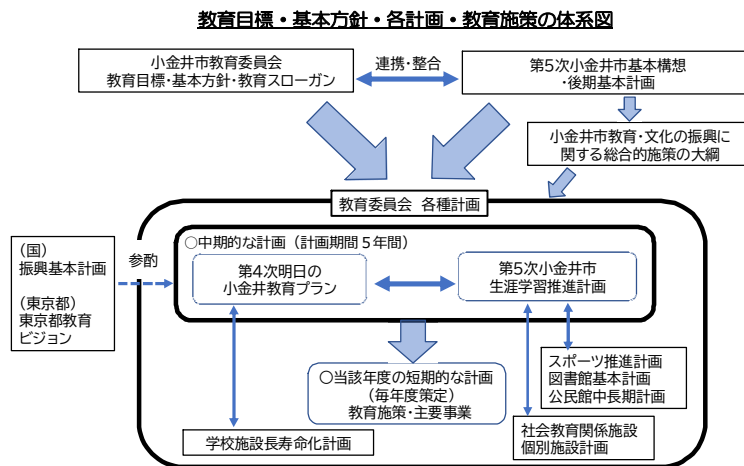 教育目標・基本方針・各計画・教育施策の体系図
小金井市教育委員会
教育目標・基本方針・教育スローガン
連携・整合
第5次小金井市基本構想
・後期基本計画
小金井市教育・文化の振興に
関する総合的施策の大綱
教育委員会 各種計画
(国)
振興基本計画
(東京都)
東京都教育
ビジョン
参酌
○中期的な計画(計画期間5年間)
第4次明日の
小金井教育プラン
第5次小金井市
生涯学習推進計画
○当該年度の短期的な計画
(毎年度策定)
教育施策・主要事業
スポーツ推進計画
図書館基本計画
公民館中長期計画
学校施設長寿命化計画
社会教育関係施設
個別施設計画